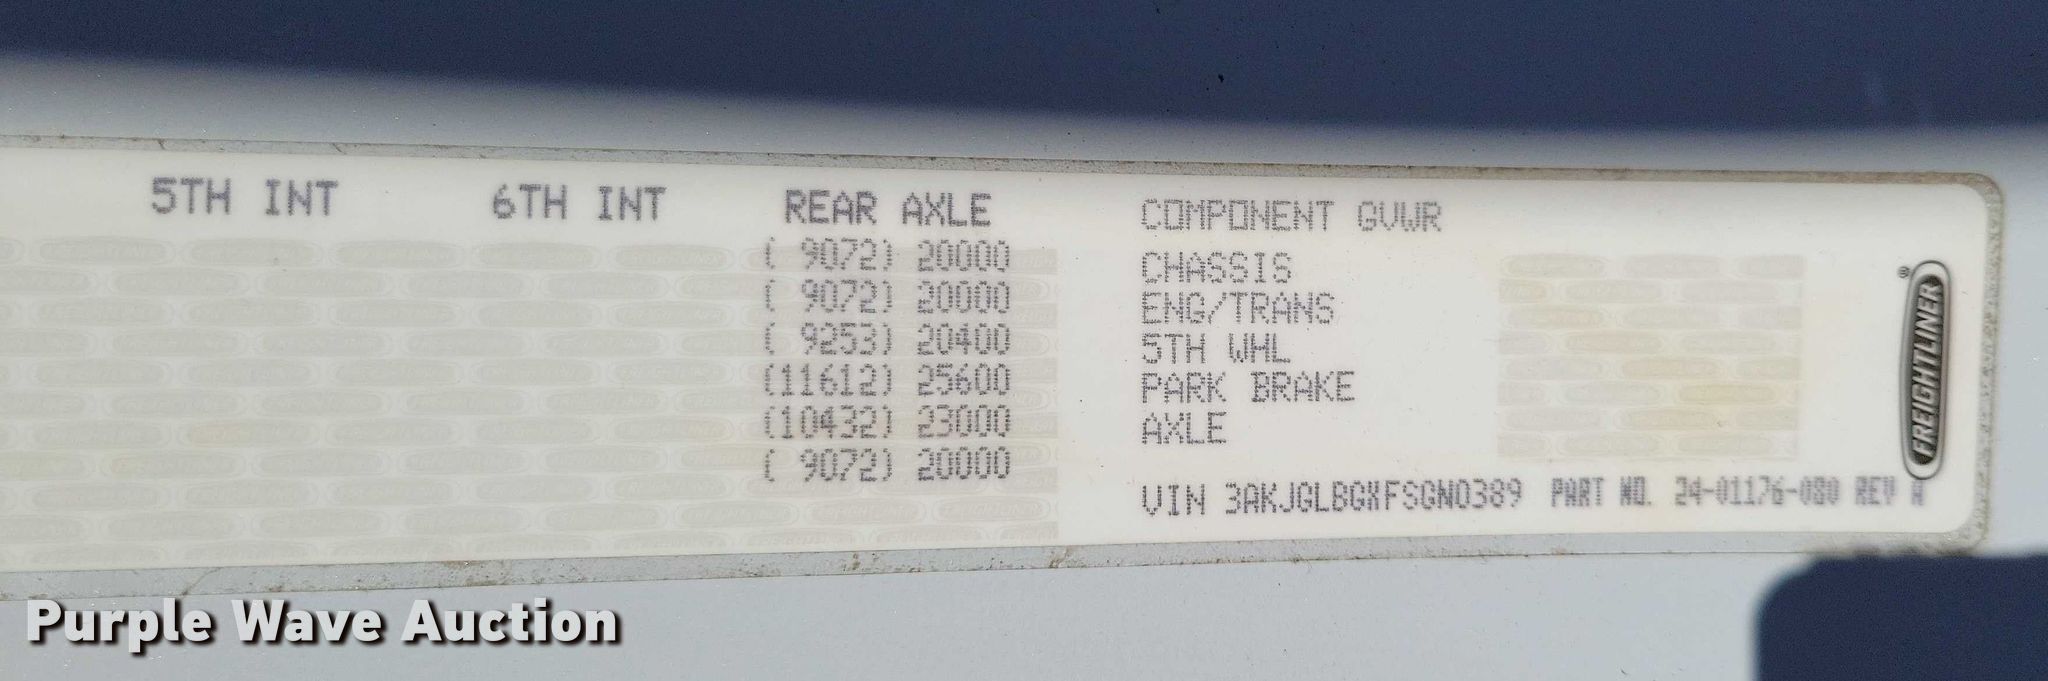 5TH INT 6TH INT REAR AXLE COMPONENT GVWR
( 9072) 20000 CHASSIS
( 9072) 20000 ENG/TRANS
( 9253) 20400 5TH WHL
(11612) 25600 PARK BRAKE
(10432) 23000 AXLE
( 9072) 20000
VIN 3AKJGLBGXFSGN0389 PART NO. 24-01176-080 REV A
FREIGHTLINER ®
Purple Wave Auction